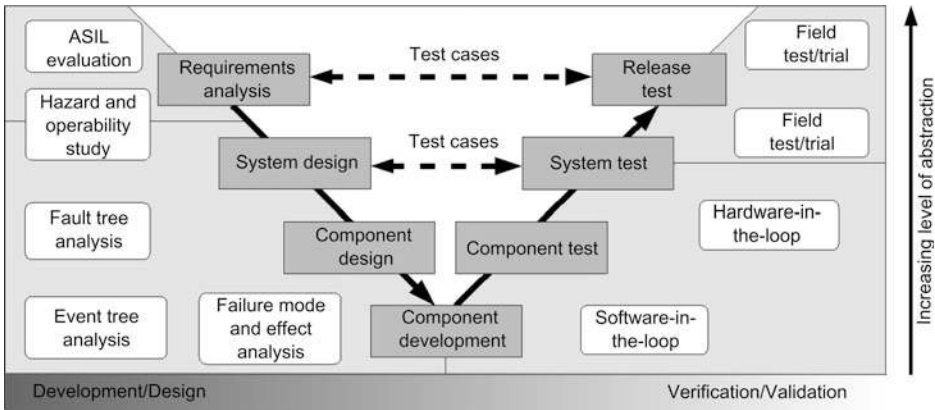 ASIL
evaluation
Hazard and
operability
study
Requirements
analysis
Test cases
Release
test
Field
test/trial
Field
test/trial
System design
Test cases
System test
Fault tree
analysis
Component
design
Component test
Hardware-in-
the-loop
Event tree
analysis
Failure mode
and effect
analysis
Component
development
Software-in-
the-loop
Development/Design
Verification/Validation
Increasing level of abstraction